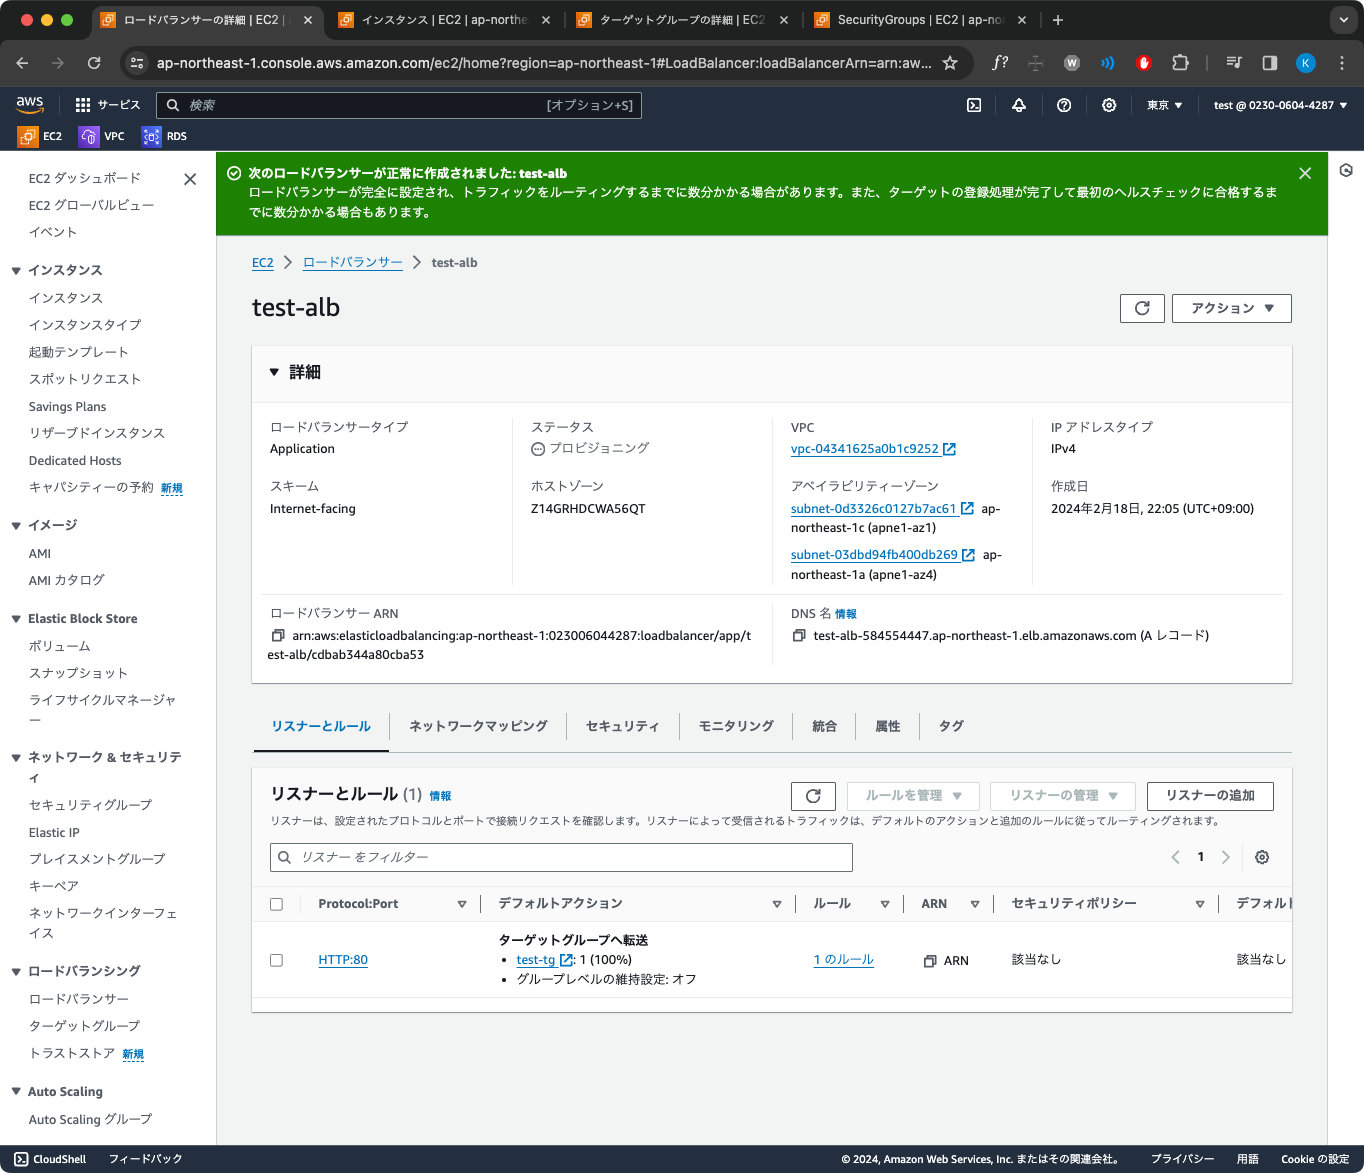 ロードバランサーの詳細 | EC2 |
インスタンス | EC2 | ap-northe
ターゲットグループの詳細 | EC2
SecurityGroups | EC2 | ap-no
ap-northeast-1.console.aws.amazon.com/ec2/home?region=ap-northeast-1#LoadBalancer:loadBalancerArn=arn:aw...
f?
W
K
aws
サービス
検索
[オプション+S]
東京
test @ 0230-0604-4287
EC2
VPC
RDS
EC2 ダッシュボード
EC2 グローバルビュー
イベント
インスタンス
インスタンス
インスタンスタイプ
起動テンプレート
スポットリクエスト
Savings Plans
リザーブドインスタンス
Dedicated Hosts
キャパシティーの予約 新規
イメージ
AMI
AMI カタログ
Elastic Block Store
ボリューム
スナップショット
ライフサイクルマネージャ
ー
ネットワーク & セキュリテ
ィ
セキュリティグループ
Elastic IP
プレイスメントグループ
キーペア
ネットワークインターフェ
イス
ロードバランシング
ロードバランサー
ターゲットグループ
トラストストア 新規
Auto Scaling
Auto Scaling グループ
次のロードバランサーが正常に作成されました: test-alb
ロードバランサーが完全に設定され、トラフィックをルーティングするまでに数分かかる場合があります。また、ターゲットの登録処理が完了して最初のヘルスチェックに合格するま
でに数分かかる場合もあります。
EC2
ロードバランサー
test-alb
test-alb
アクション
詳細
ロードバランサータイプ
Application
ステータス
プロビジョニング
VPC
vpc-04341625a0b1c9252
IP アドレスタイプ
IPv4
スキーム
Internet-facing
ホストゾーン
Z14GRHDCWA56QT
アベイラビリティーゾーン
subnet-0d3326c0127b7ac61 ap-
northeast-1c (apne1-az1)
subnet-03dbd94fb400db269 ap-
northeast-1a (apne1-az4)
作成日
2024年2月18日, 22:05 (UTC+09:00)
ロードバランサー ARN
arn:aws:elasticloadbalancing:ap-northeast-1:023006044287:loadbalancer/app/t
est-alb/cdbab344a80cba53
DNS 名 情報
test-alb-584554447.ap-northeast-1.elb.amazonaws.com (A レコード)
リスナーとルール
ネットワークマッピング
セキュリティ
モニタリング
統合
属性
タグ
リスナーとルール (1) 情報
ルールを管理
リスナーの管理
リスナーの追加
リスナーは、設定されたプロトコルとポートで接続リクエストを確認します。リスナーによって受信されるトラフィックは、デフォルトのアクションと追加のルールに従ってルーティングされます。
リスナー をフィルター
1
Protocol:Port
デフォルトアクション
ルール
ARN
セキュリティポリシー
デフォルト
HTTP:80
ターゲットグループへ転送
• test-tg : 1 (100%)
• グループレベルの維持設定: オフ
1 のルール
ARN
該当なし
該当なし
CloudShell
フィードバック
© 2024, Amazon Web Services, Inc. またはその関連会社。
プライバシー
用語
Cookie の設定